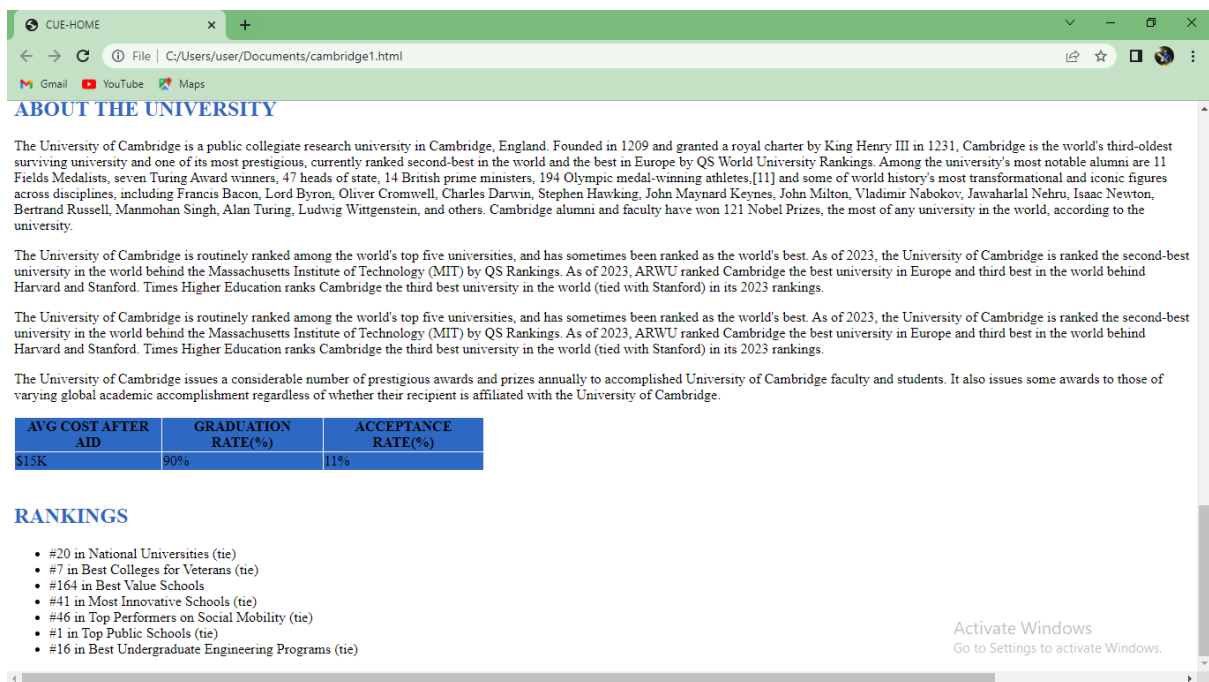 CUE-HOME
File C:/Users/user/Documents/cambridge1.html
Gmail YouTube Maps
ABOUT THE UNIVERSITY
The University of Cambridge is a public collegiate research university in Cambridge, England. Founded in 1209 and granted a royal charter by King Henry III in 1231, Cambridge is the world's third-oldest
surviving university and one of its most prestigious, currently ranked second-best in the world and the best in Europe by QS World University Rankings. Among the university's most notable alumni are 11
Fields Medalists, seven Turing Award winners, 47 heads of state, 14 British prime ministers, 194 Olympic medal-winning athletes,[11] and some of world history's most transformational and iconic figures
across disciplines, including Francis Bacon, Lord Byron, Oliver Cromwell, Charles Darwin, Stephen Hawking, John Maynard Keynes, John Milton, Vladimir Nabokov, Jawaharlal Nehru, Isaac Newton,
Bertrand Russell, Manmohan Singh, Alan Turing, Ludwig Wittgenstein, and others. Cambridge alumni and faculty have won 121 Nobel Prizes, the most of any university in the world, according to the
university.
The University of Cambridge is routinely ranked among the world's top five universities, and has sometimes been ranked as the world's best. As of 2023, the University of Cambridge is ranked the second-best
university in the world behind the Massachusetts Institute of Technology (MIT) by QS Rankings. As of 2023, ARWU ranked Cambridge the best university in Europe and third best in the world behind
Harvard and Stanford. Times Higher Education ranks Cambridge the third best university in the world (tied with Stanford) in its 2023 rankings.
The University of Cambridge is routinely ranked among the world's top five universities, and has sometimes been ranked as the world's best. As of 2023, the University of Cambridge is ranked the second-best
university in the world behind the Massachusetts Institute of Technology (MIT) by QS Rankings. As of 2023, ARWU ranked Cambridge the best university in Europe and third best in the world behind
Harvard and Stanford. Times Higher Education ranks Cambridge the third best university in the world (tied with Stanford) in its 2023 rankings.
The University of Cambridge issues a considerable number of prestigious awards and prizes annually to accomplished University of Cambridge faculty and students. It also issues some awards to those of
varying global academic accomplishment regardless of whether their recipient is affiliated with the University of Cambridge.
AVG COST AFTER GRADUATION ACCEPTANCE
AID RATE(%) RATE(%)
$15K 90% 11%
RANKINGS
• #20 in National Universities (tie)
• #7 in Best Colleges for Veterans (tie)
• #164 in Best Value Schools
• #41 in Most Innovative Schools (tie)
• #46 in Top Performers on Social Mobility (tie)
• #1 in Top Public Schools (tie)
• #16 in Best Undergraduate Engineering Programs (tie)
Activate Windows
Go to Settings to activate Windows.